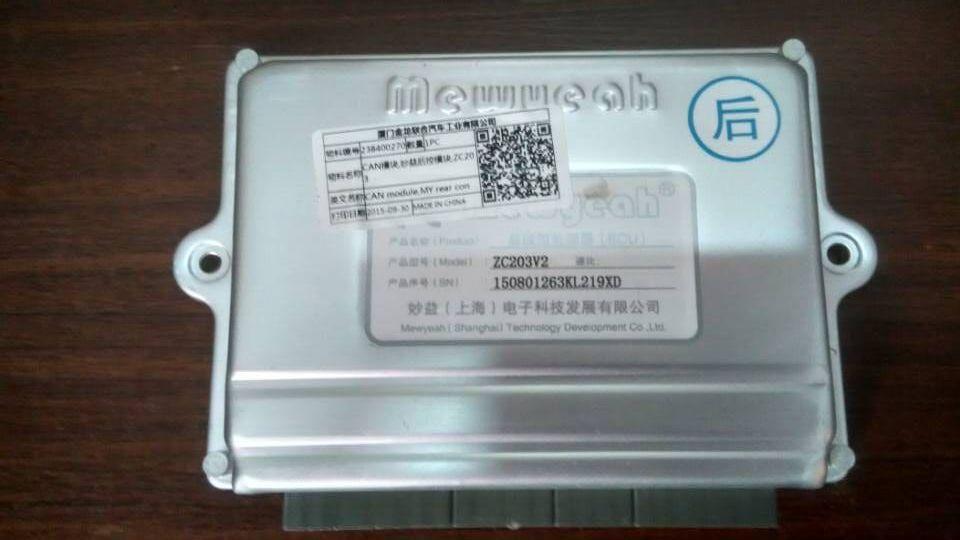 Mewyeah
后
厦门金龙联合汽车工业有限公司
物料编号 238400270 数量 1PC
物料名称 CAN模块,妙益后控模块,ZC203
英文名称 CAN module,MY rear con
打印日期 2015-09-30 MADE IN CHINA
Mewyeah®
产品名称（Product） （ECU）
产品型号（Model）：ZC203V2 速比：
产品序号（SN）：150801263KL219XD
妙益（上海）电子科技发展有限公司
Mewyeah（Shanghai）Technology Development Co.,Ltd.